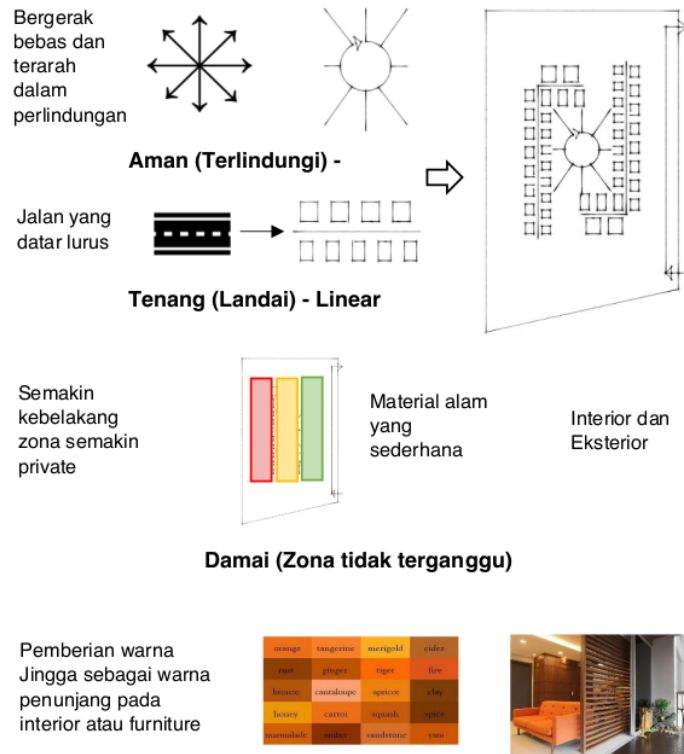 Bergerak
bebas dan
terarah
dalam
perlindungan
Aman (Terlindungi) -
Jalan yang
datar lurus
Tenang (Landai) - Linear
Semakin
kebelakang
zona semakin
private
Material alam
yang
sederhana
Interior dan
Eksterior
Damai (Zona tidak terganggu)
Pemberian warna
Jingga sebagai warna
penunjang pada
interior atau furniture
orange tangerine merigold cider
rust ginger tiger fire
bronze cantaloupe apricot clay
honey carrot squash spice
marmalade amber sandstone yam